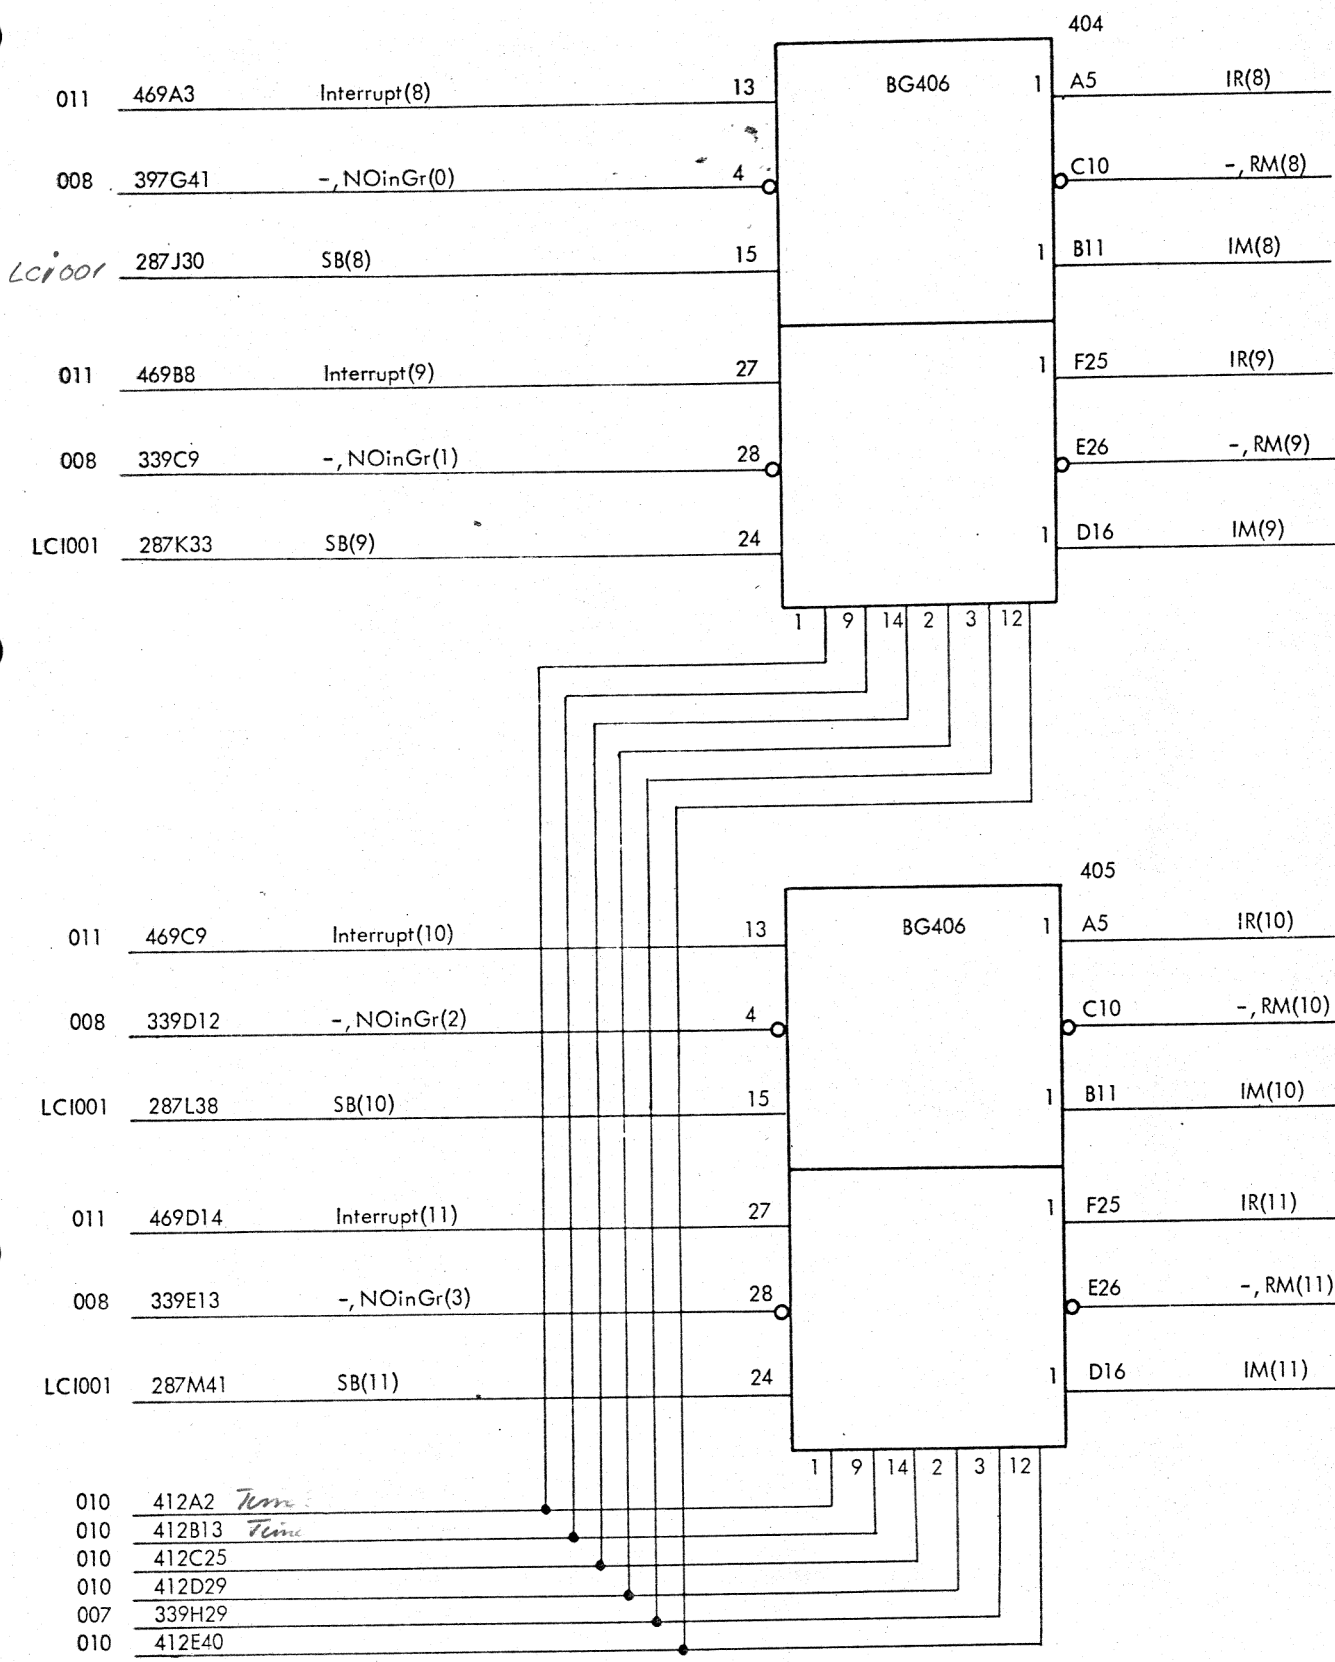 404
011 469A3 Interrupt(8) 13 BG406 1 A5 IR(8)
008 397G41 -,NOinGr(0) 4 C10 -,RM(8)
LCI001 287J30 SB(8) 15 1 B11 IM(8)
011 469B8 Interrupt(9) 27 1 F25 IR(9)
008 339C9 -,NOinGr(1) 28 E26 -,RM(9)
LCI001 287K33 SB(9) 24 1 D16 IM(9)
1 9 14 2 3 12
405
011 469C9 Interrupt(10) 13 BG406 1 A5 IR(10)
008 339D12 -,NOinGr(2) 4 C10 -,RM(10)
LCI001 287L38 SB(10) 15 1 B11 IM(10)
011 469D14 Interrupt(11) 27 1 F25 IR(11)
008 339E13 -,NOinGr(3) 28 E26 -,RM(11)
LCI001 287M41 SB(11) 24 1 D16 IM(11)
1 9 14 2 3 12
010 412A2
010 412B13
010 412C25
010 412D29
007 339H29
010 412E40